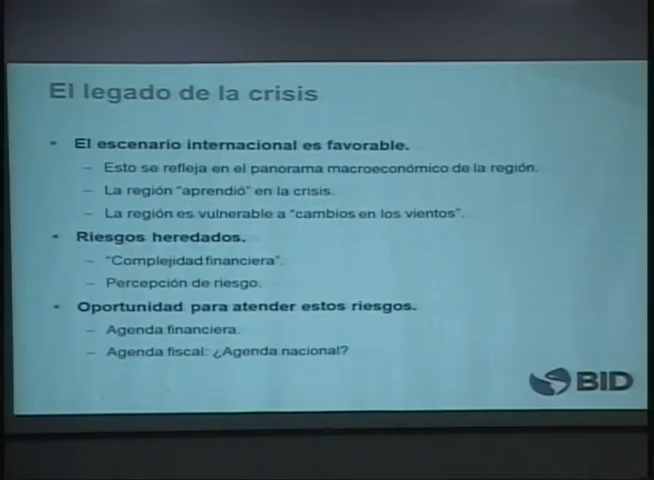 El legado de la crisis
- El escenario internacional es favorable.
– Esto se refleja en el panorama macroeconómico de la región.
– La región "aprendió" en la crisis.
– La región es vulnerable a "cambios en los vientos".
- Riesgos heredados.
– "Complejidad financiera".
– Percepción de riesgo.
- Oportunidad para atender estos riesgos.
– Agenda financiera.
– Agenda fiscal: ¿Agenda nacional?
BID